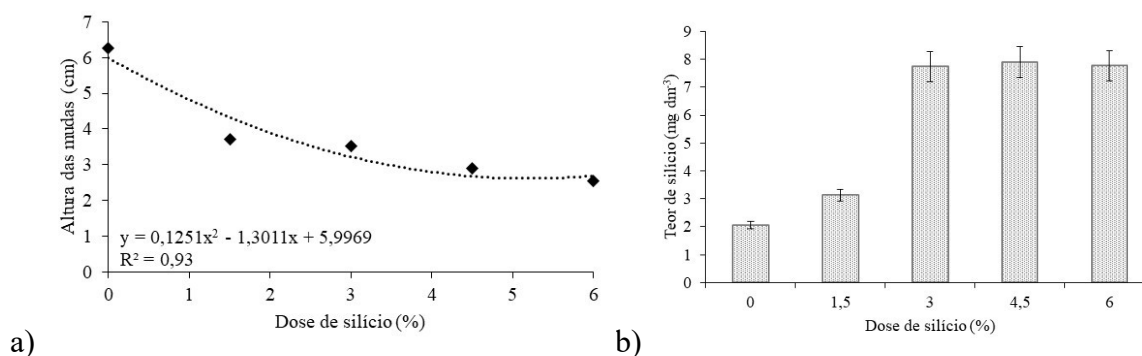 7
6
5
4
3
2
1
0
Altura das mudas (cm)
y = 0,1251x² - 1,3011x + 5,9969
R² = 0,93
0 1 2 3 4 5 6
Dose de silício (%)
a)
9
8
7
6
5
4
3
2
1
0
Teor de silício (mg dm⁻³)
0 1,5 3 4,5 6
Dose de silício (%)
b)